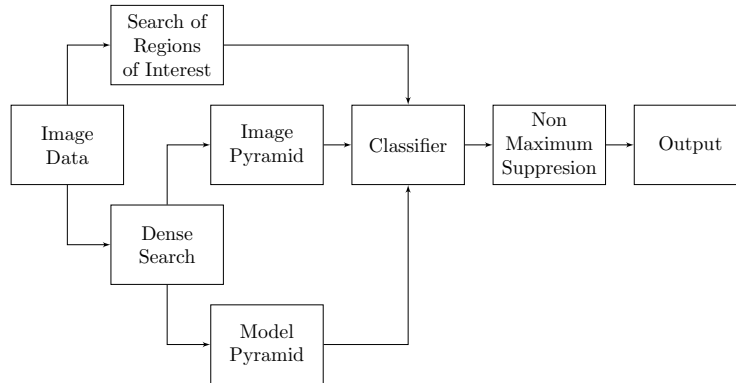 Search of
Regions
of Interest
Image
Data
Image
Pyramid
Classifier
Non
Maximum
Suppresion
Output
Dense
Search
Model
Pyramid